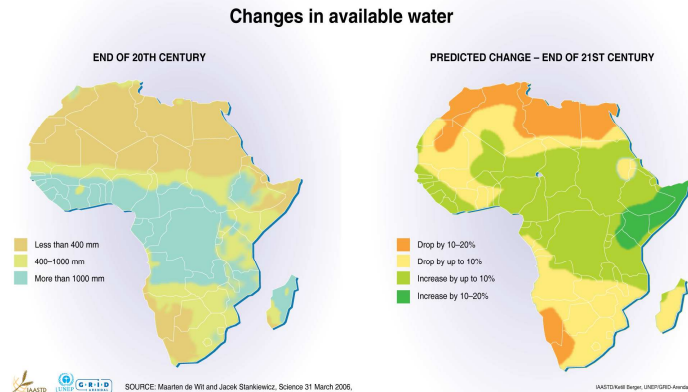 Changes in available water
END OF 20TH CENTURY
PREDICTED CHANGE – END OF 21ST CENTURY
Less than 400 mm
400–1000 mm
More than 1000 mm
Drop by 10–20%
Drop by up to 10%
Increase by up to 10%
Increase by 10–20%
IAASTD
UNEP
G R I D
ARENDAL
SOURCE: Maarten de Wit and Jacek Stankiewicz, Science 31 March 2006,
IAASTD/Ketill Berger, UNEP/GRID-Arenda